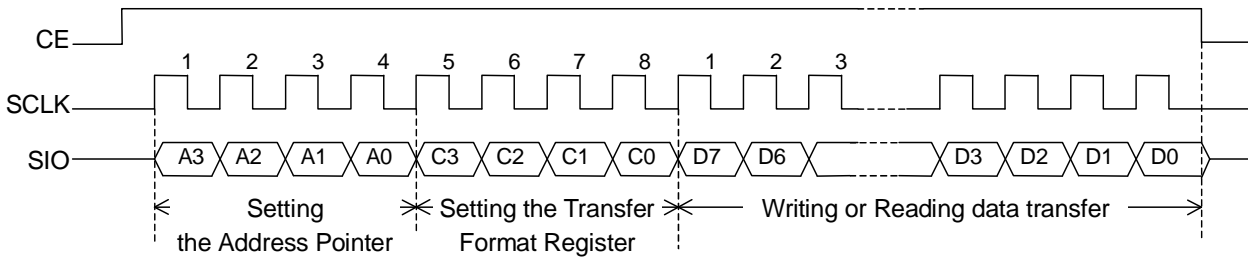 CE
1 2 3 4 5 6 7 8 1 2 3
SCLK
SIO A3 A2 A1 A0 C3 C2 C1 C0 D7 D6 D3 D2 D1 D0
Setting Setting the Transfer Writing or Reading data transfer
the Address Pointer Format Register